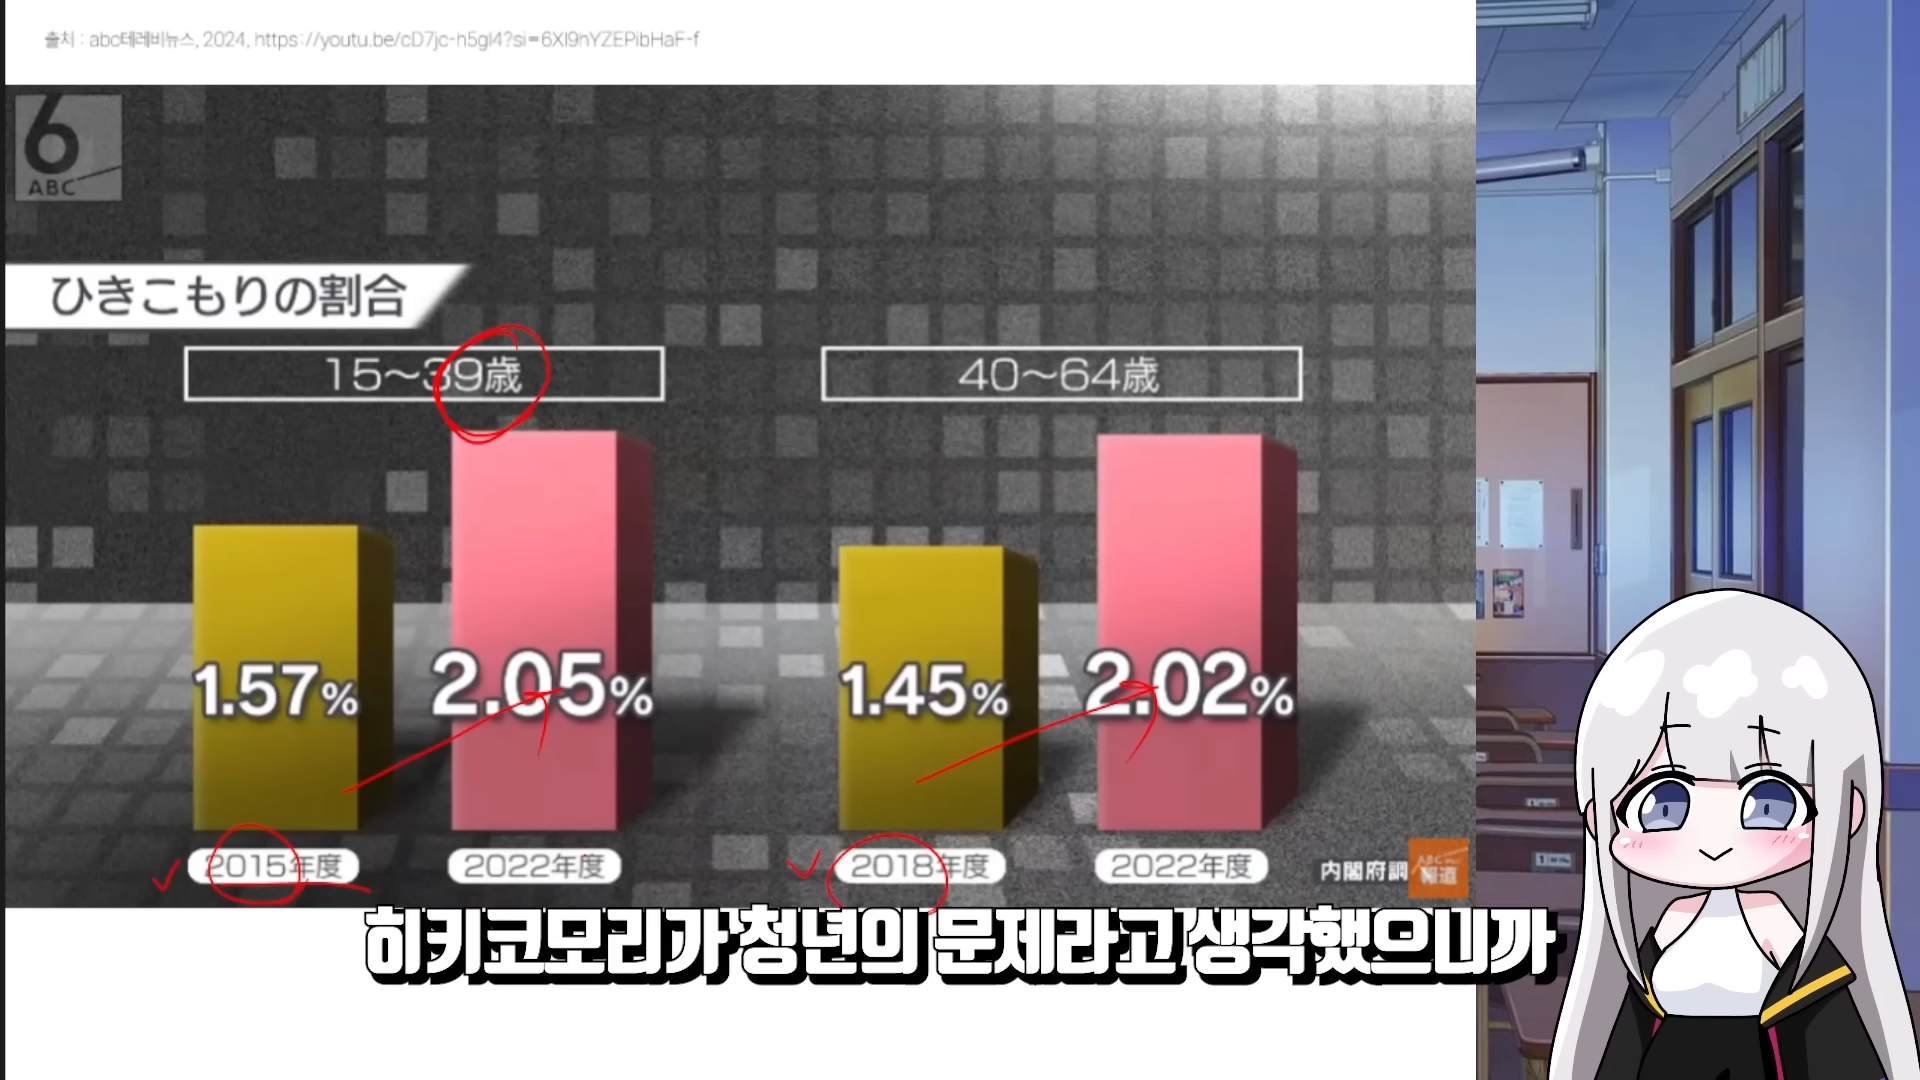 출처 : abc테레비뉴스, 2024, https://youtu.be/cD7jc-h5gI4?si=6XI9hYZEPibHaF-f
6
ABC
ひきこもりの割合
15〜39歳
40〜64歳
1.57%
2.05%
1.45%
2.02%
2015年度
2022年度
2018年度
2022年度
内閣府調
報道
히키코모리가 청년의 문제라고 생각했으니까